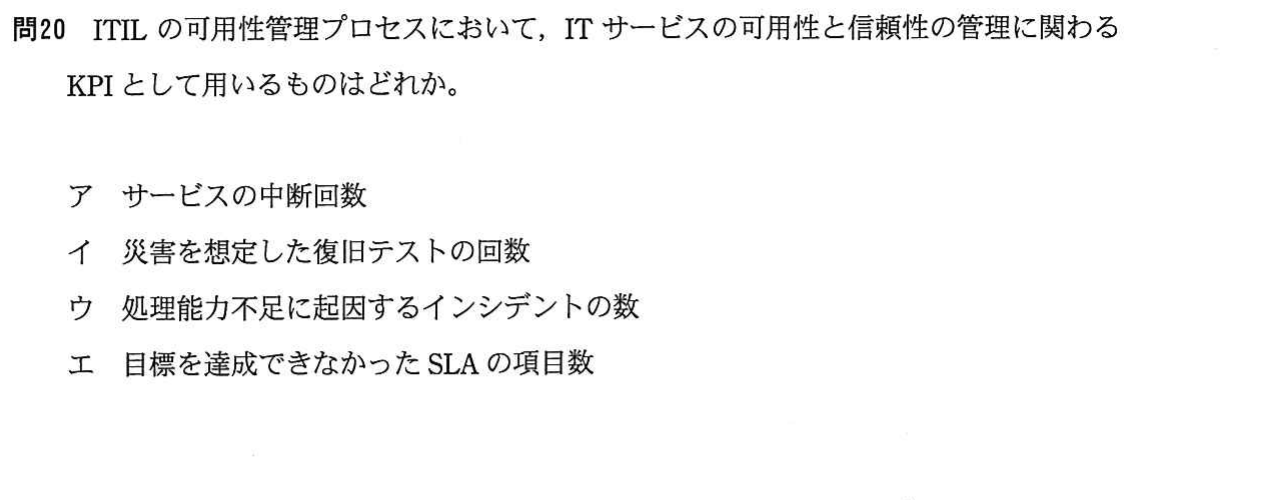 問20 ITIL の可用性管理プロセスにおいて，IT サービスの可用性と信頼性の管理に関わる
KPI として用いるものはどれか。
ア サービスの中断回数
イ 災害を想定した復旧テストの回数
ウ 処理能力不足に起因するインシデントの数
エ 目標を達成できなかった SLA の項目数